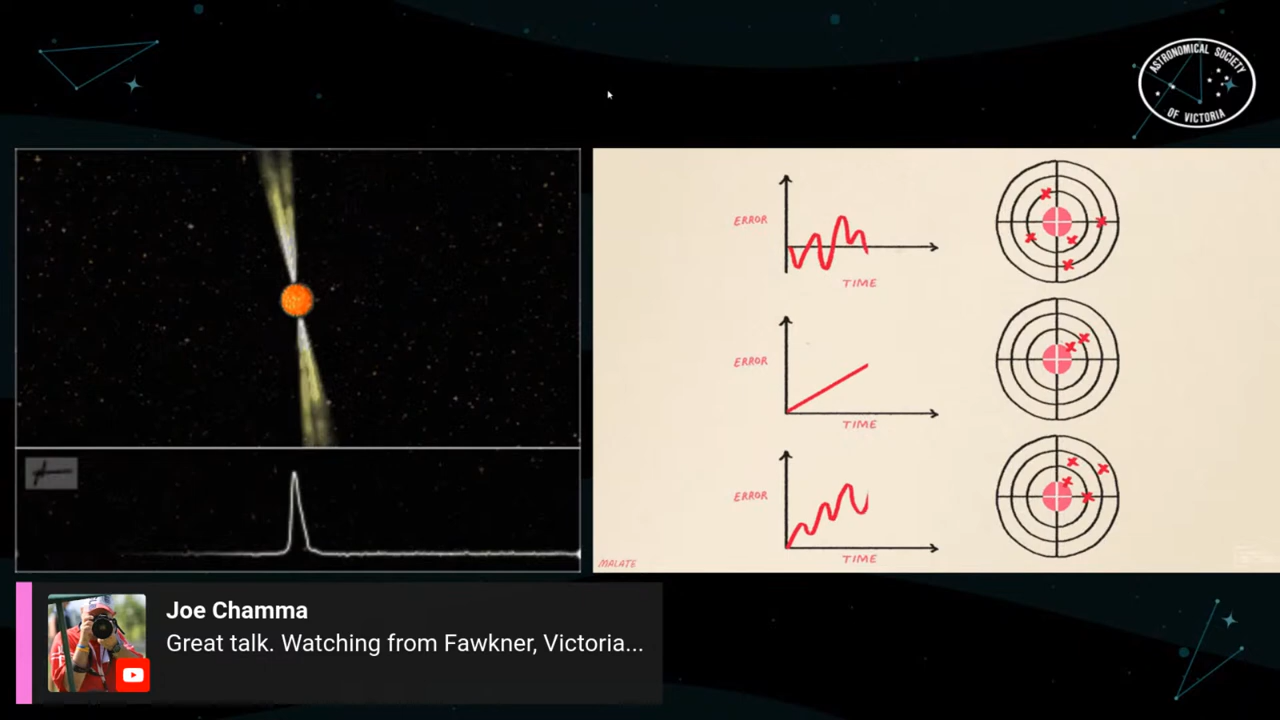 ASTRONOMICAL SOCIETY
OF VICTORIA
ERROR
TIME
ERROR
TIME
ERROR
TIME
MALATE
Joe Chamma
Great talk. Watching from Fawkner, Victoria...